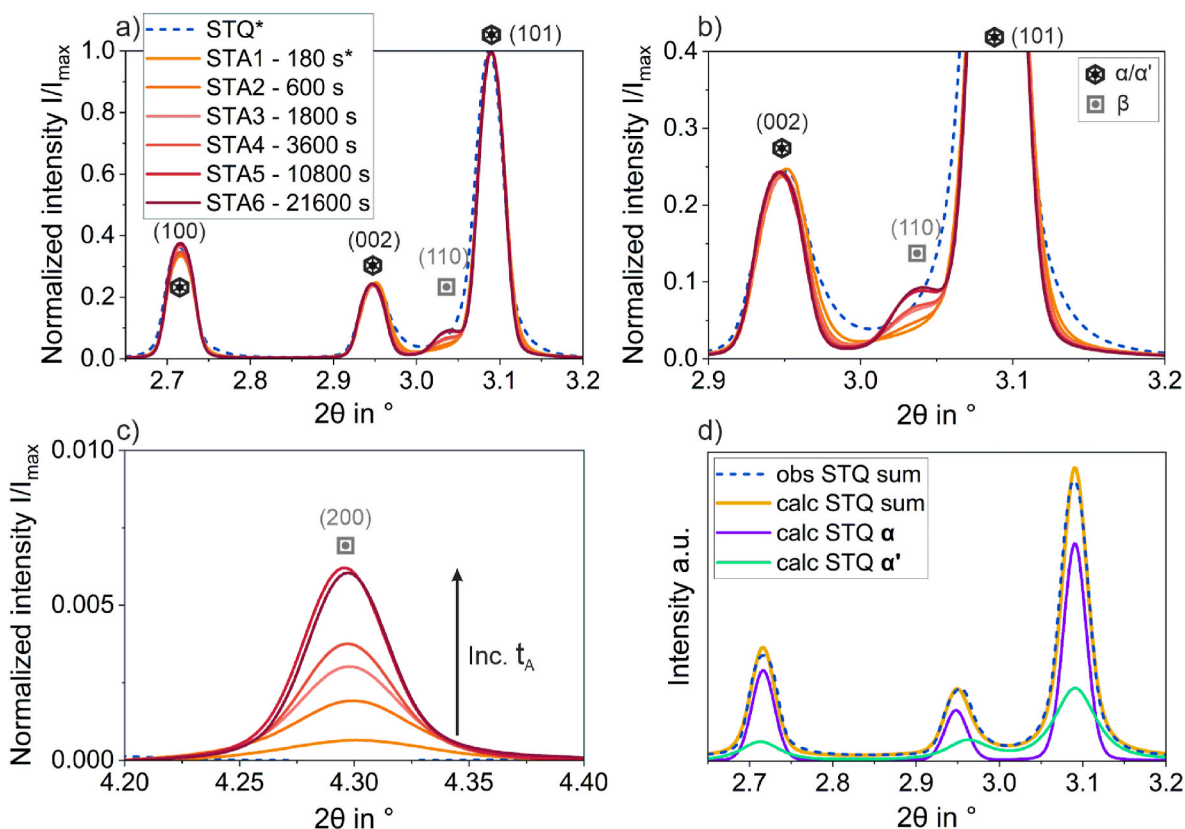 a)
STQ*
STA1 - 180 s*
STA2 - 600 s
STA3 - 1800 s
STA4 - 3600 s
STA5 - 10800 s
STA6 - 21600 s
(100)
(002)
(110)
(101)
1.0
0.8
0.6
0.4
0.2
0.0
Normalized intensity I/Imax
2.7 2.8 2.9 3.0 3.1 3.2
2θ in °
b)
(101)
α/α'
β
(002)
(110)
0.4
0.3
0.2
0.1
0.0
Normalized intensity I/Imax
2.9 3.0 3.1 3.2
2θ in °
c)
(200)
Inc. tA
0.010
0.005
0.000
Normalized intensity I/Imax
4.20 4.25 4.30 4.35 4.40
2θ in °
d)
obs STQ sum
calc STQ sum
calc STQ α
calc STQ α'
Intensity a.u.
2.7 2.8 2.9 3.0 3.1 3.2
2θ in °